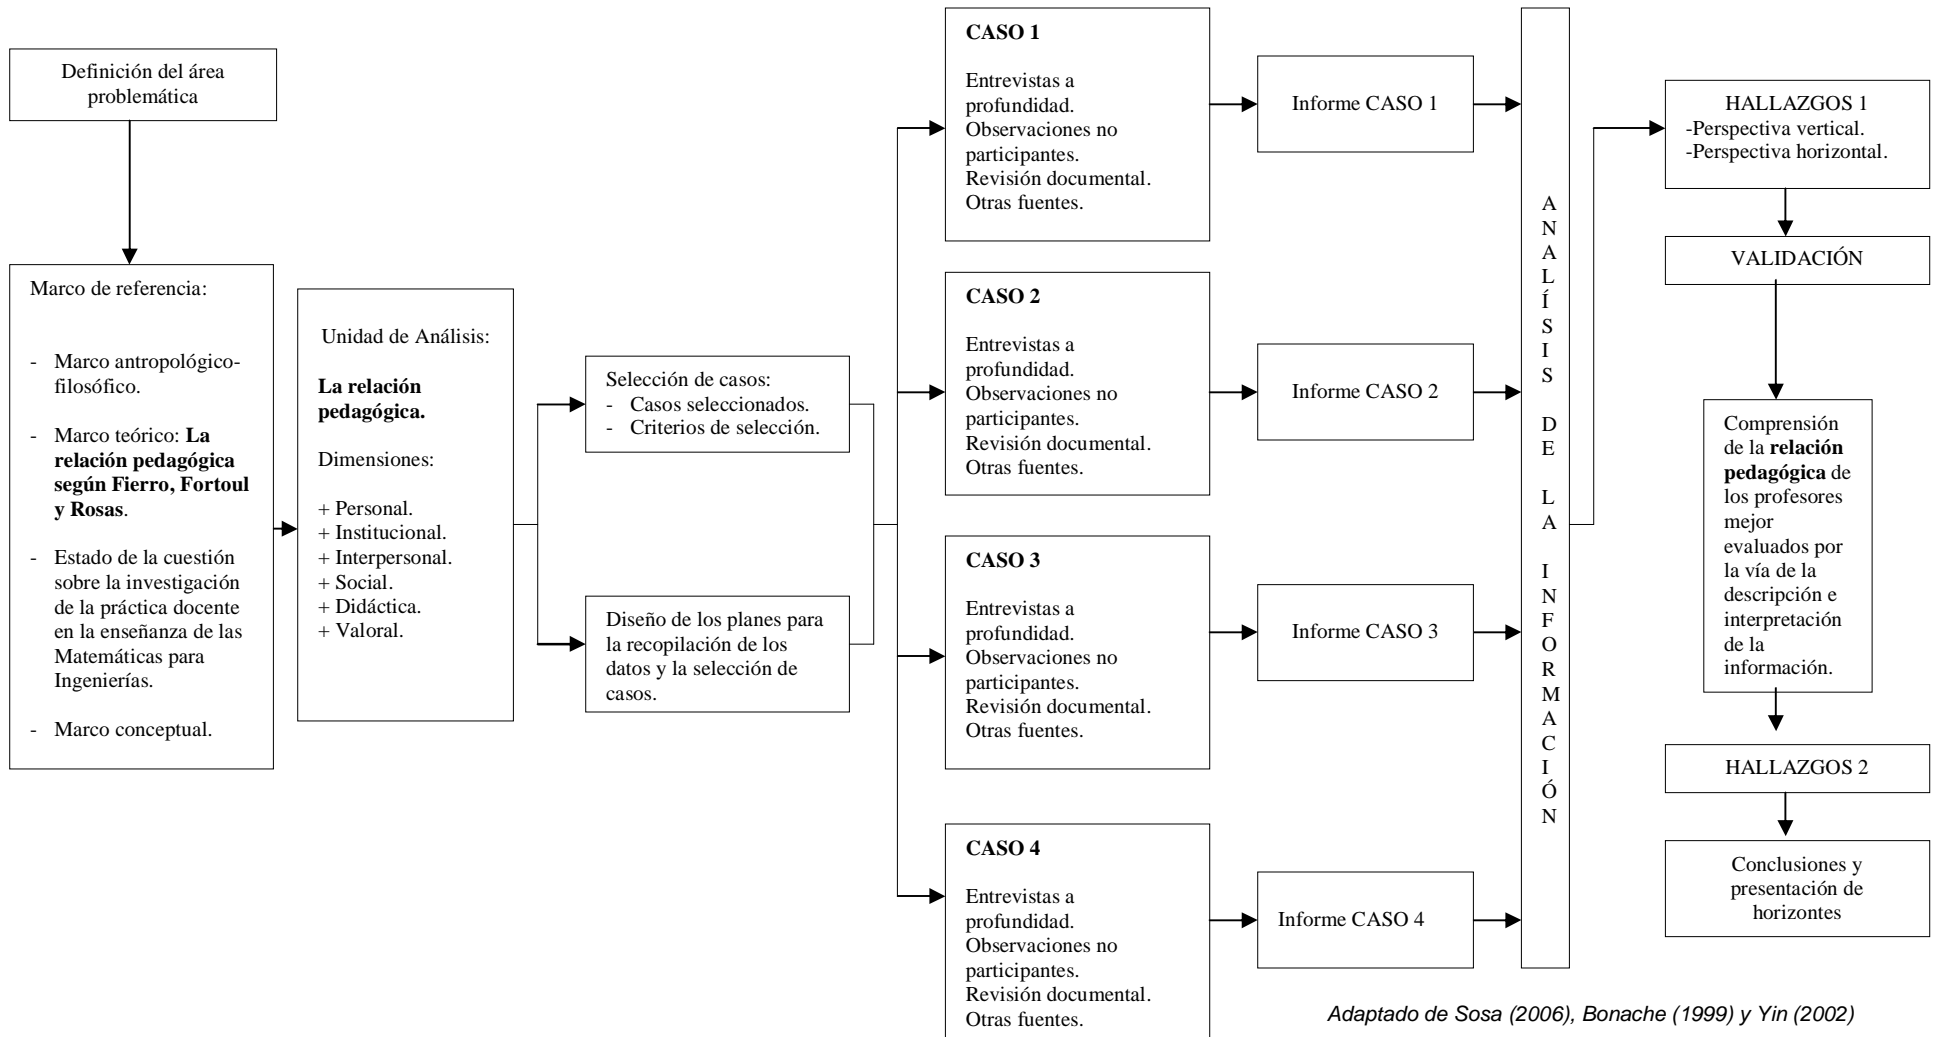 Definición del área
problemática
Marco de referencia:
- Marco antropológico-
filosófico.
- Marco teórico: La
relación pedagógica
según Fierro, Fortoul
y Rosas.
- Estado de la cuestión
sobre la investigación
de la práctica docente
en la enseñanza de las
Matemáticas para
Ingenierías.
- Marco conceptual.
Unidad de Análisis:
La relación
pedagógica.
Dimensiones:
+ Personal.
+ Institucional.
+ Interpersonal.
+ Social.
+ Didáctica.
+ Valoral.
Selección de casos:
- Casos seleccionados.
- Criterios de selección.
Diseño de los planes para
la recopilación de los
datos y la selección de
casos.
CASO 1
Entrevistas a
profundidad.
Observaciones no
participantes.
Revisión documental.
Otras fuentes.
Informe CASO 1
CASO 2
Entrevistas a
profundidad.
Observaciones no
participantes.
Revisión documental.
Otras fuentes.
Informe CASO 2
CASO 3
Entrevistas a
profundidad.
Observaciones no
participantes.
Revisión documental.
Otras fuentes.
Informe CASO 3
CASO 4
Entrevistas a
profundidad.
Observaciones no
participantes.
Revisión documental.
Otras fuentes.
Informe CASO 4
ANALÍSIS DE LA INFORMACIÓN
HALLAZGOS 1
-Perspectiva vertical.
-Perspectiva horizontal.
VALIDACIÓN
Comprensión
de la relación
pedagógica de
los profesores
mejor
evaluados por
la vía de la
descripción e
interpretación
de la
información.
HALLAZGOS 2
Conclusiones y
presentación de
horizontes
Adaptado de Sosa (2006), Bonache (1999) y Yin (2002)